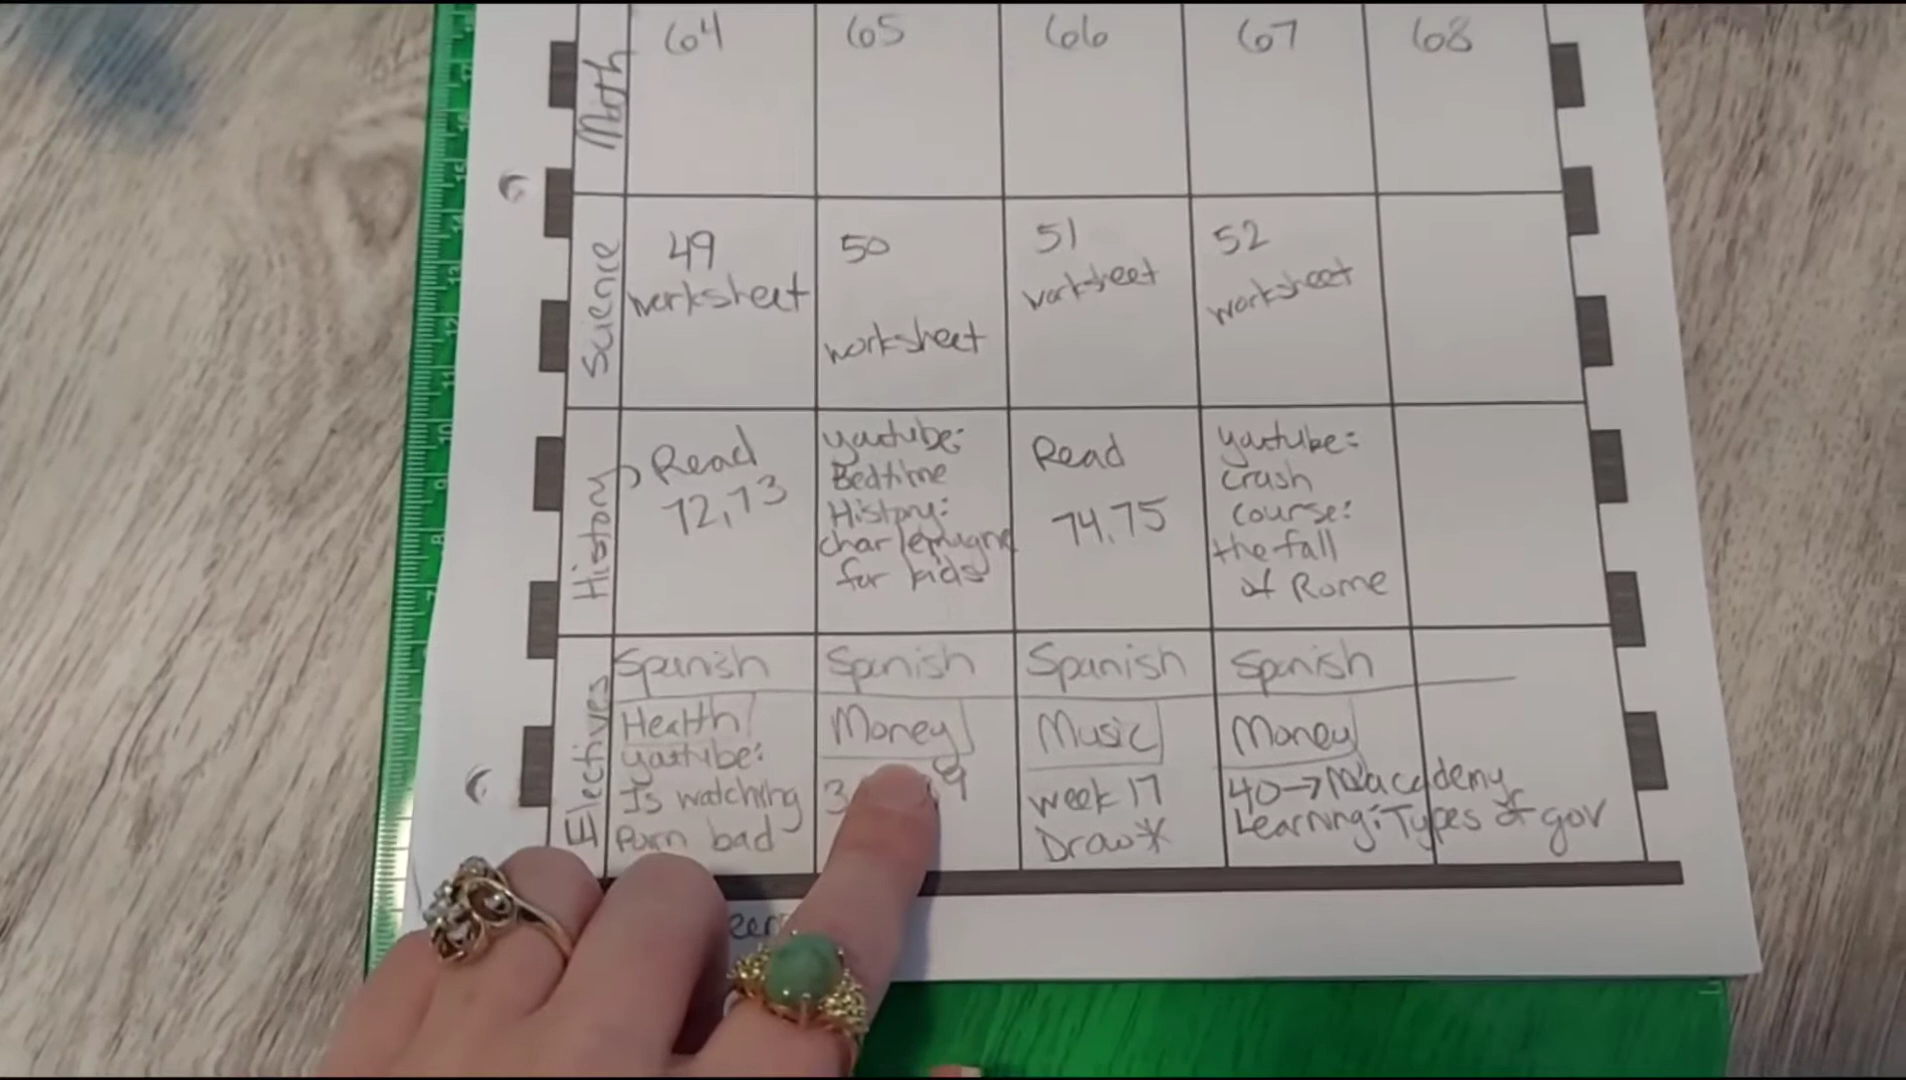 Math
64
65
66
67
68
Science
49
worksheet
50
worksheet
51
worksheet
52
worksheet
History
Read
72,73
youtube:
Bedtime
History:
charlemagne
for kids
Read
74,75
youtube:
crash
course:
the fall
of Rome
Electives
Spanish
Spanish
Spanish
Spanish
Health
youtube:
Is watching
Porn bad
Money
Music
week 17
Draw*
Money
40→Miacademy
Learning: Types of gov